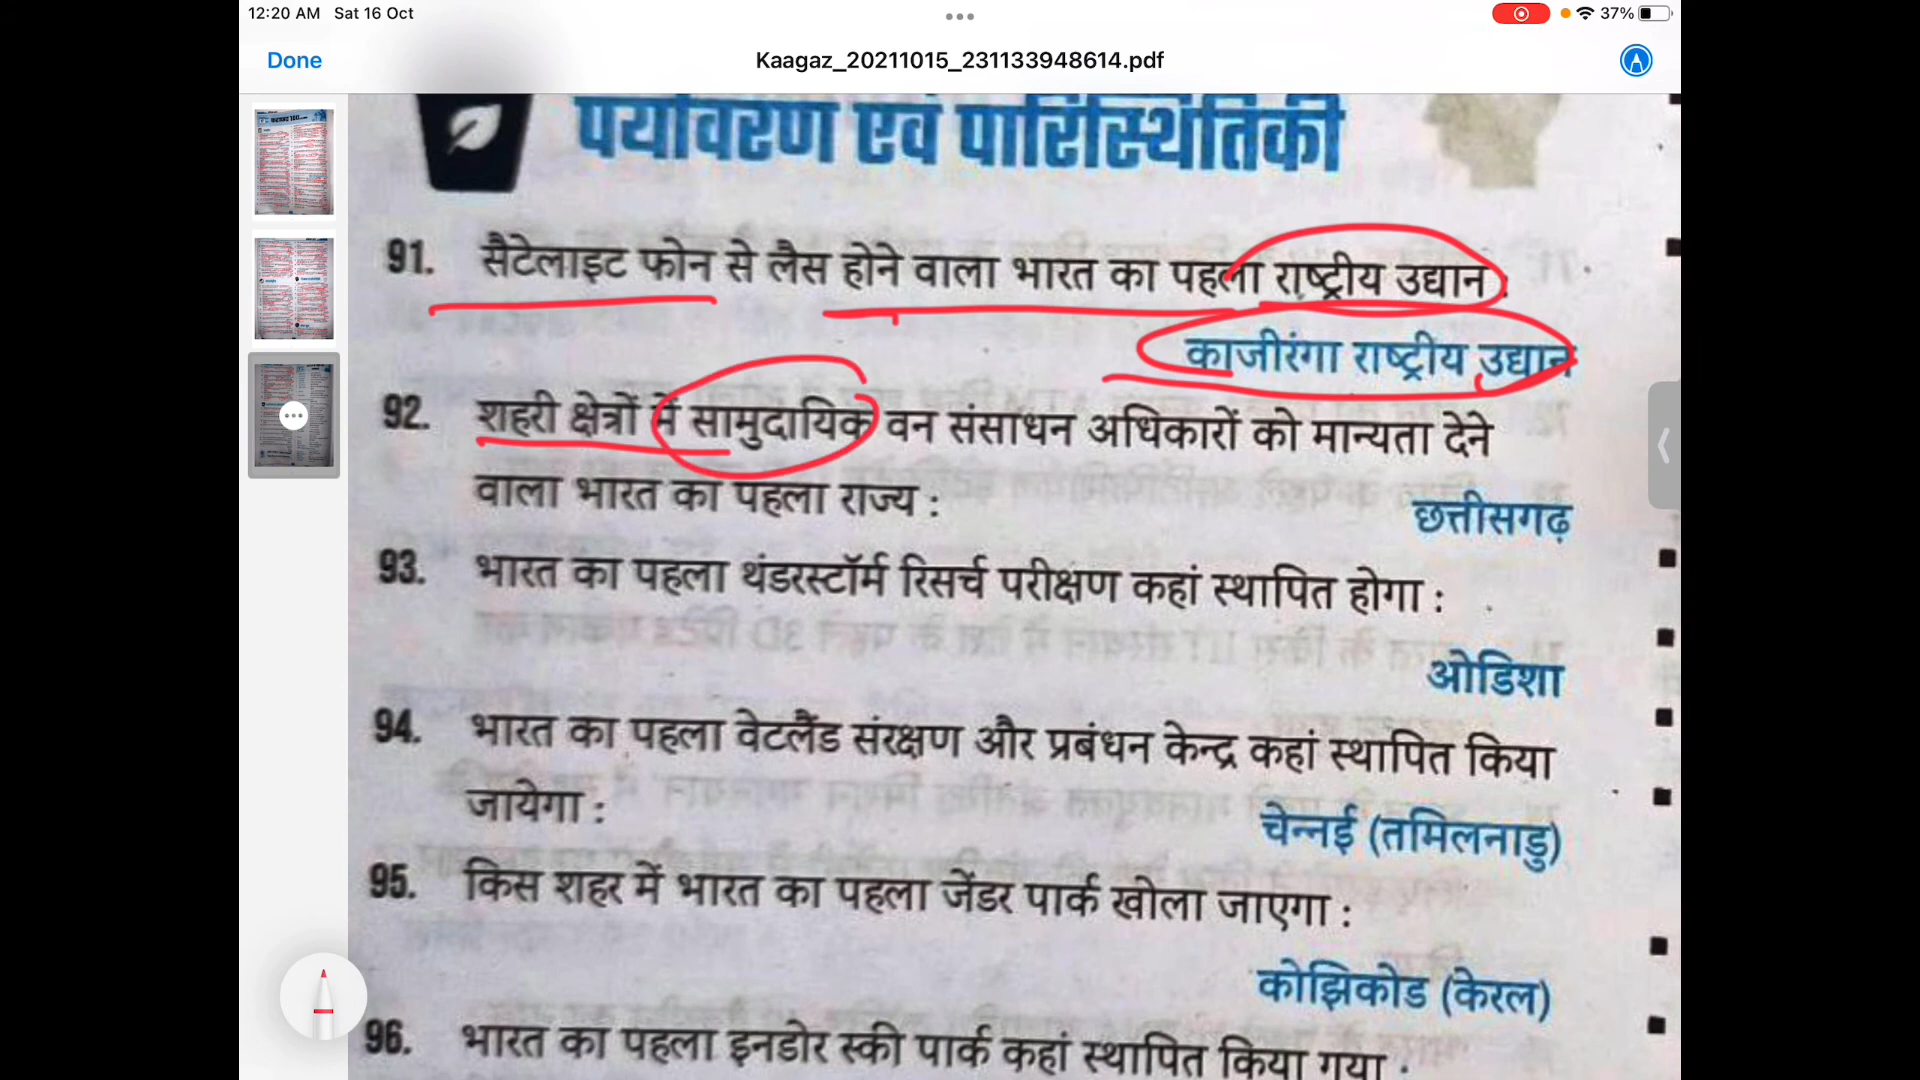 12:20 AM Sat 16 Oct
37%
Done
Kaagaz_20211015_231133948614.pdf
पर्यावरण एवं पारिस्थितिकी
91. सैटेलाइट फोन से लैस होने वाला भारत का पहला राष्ट्रीय उद्यान :
काजीरंगा राष्ट्रीय उद्यान
92. शहरी क्षेत्रों में सामुदायिक वन संसाधन अधिकारों को मान्यता देने
वाला भारत का पहला राज्य :
छत्तीसगढ़
93. भारत का पहला थंडरस्टॉर्म रिसर्च परीक्षण कहां स्थापित होगा :
ओडिशा
94. भारत का पहला वेटलैंड संरक्षण और प्रबंधन केन्द्र कहां स्थापित किया
जायेगा :
चेन्नई (तमिलनाडु)
95. किस शहर में भारत का पहला जेंडर पार्क खोला जाएगा :
कोझिकोड (केरल)
96. भारत का पहला इनडोर स्की पार्क कहां स्थापित किया गया :